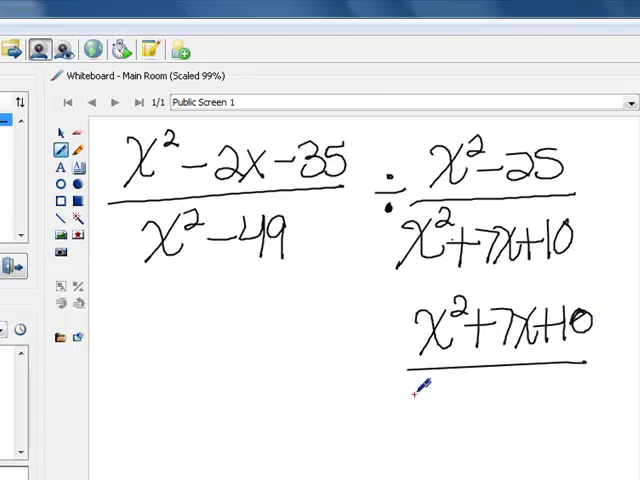 Whiteboard - Main Room (Scaled 99%)
1/1 Public Screen 1
x² - 2x - 35 ÷ x² - 25
x² - 49 x² + 7x + 10
x² + 7x + 10